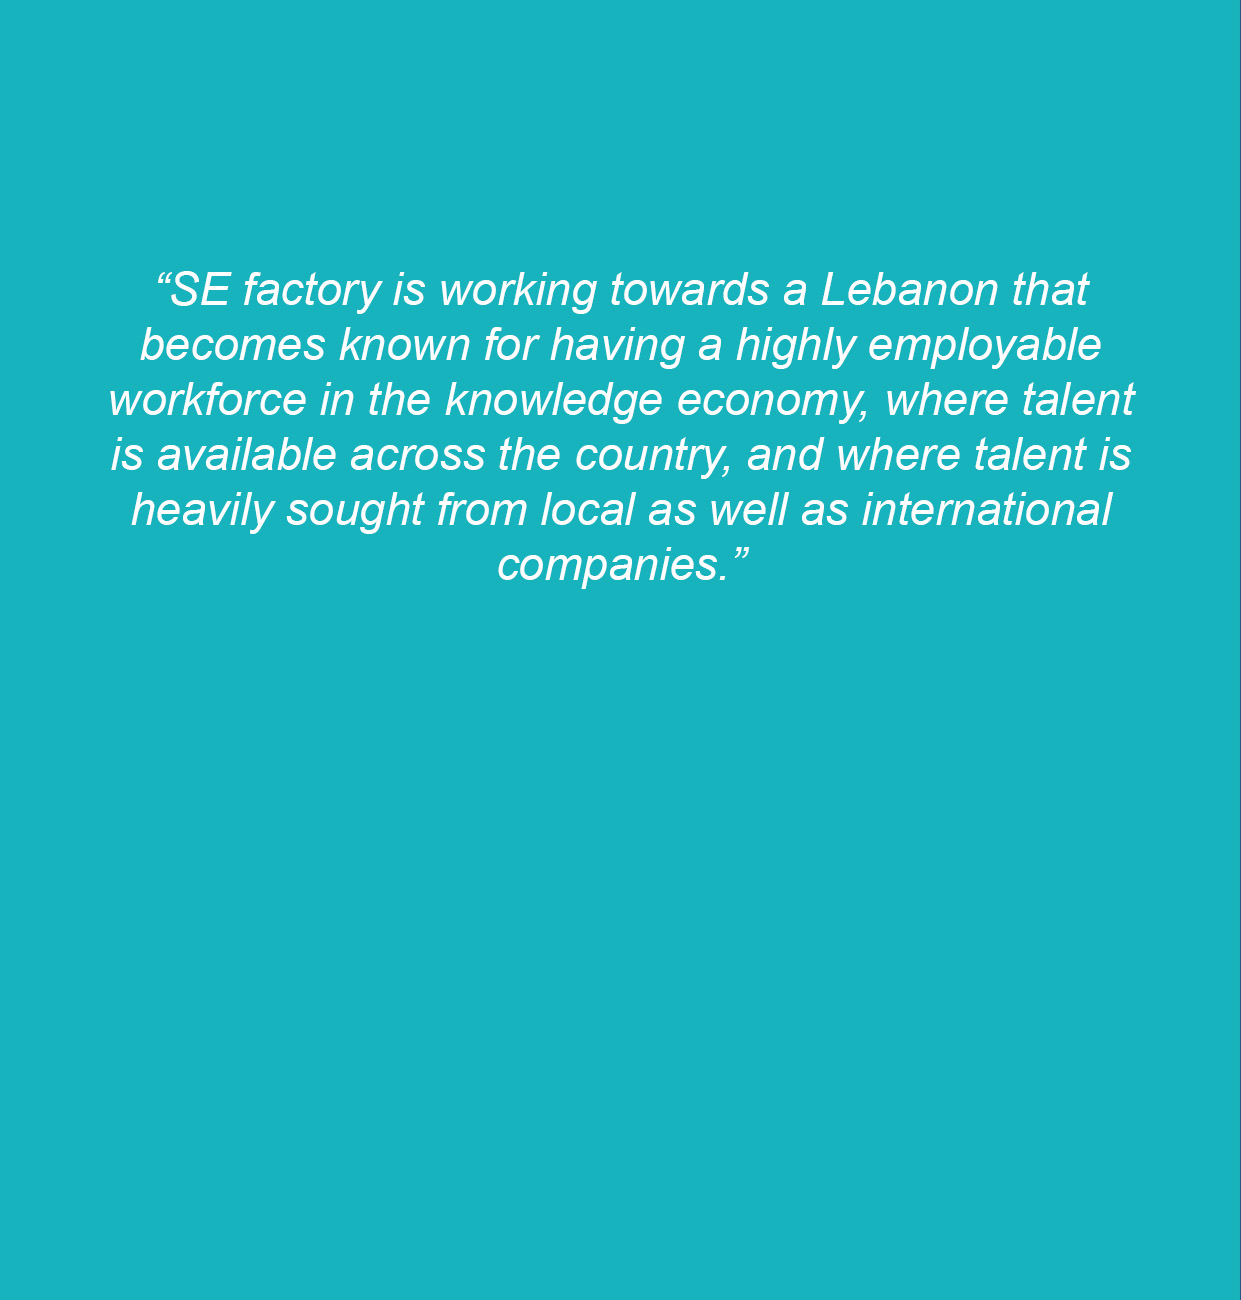 “SE factory is working towards a Lebanon that
becomes known for having a highly employable
workforce in the knowledge economy, where talent
is available across the country, and where talent is
heavily sought from local as well as international
companies.”